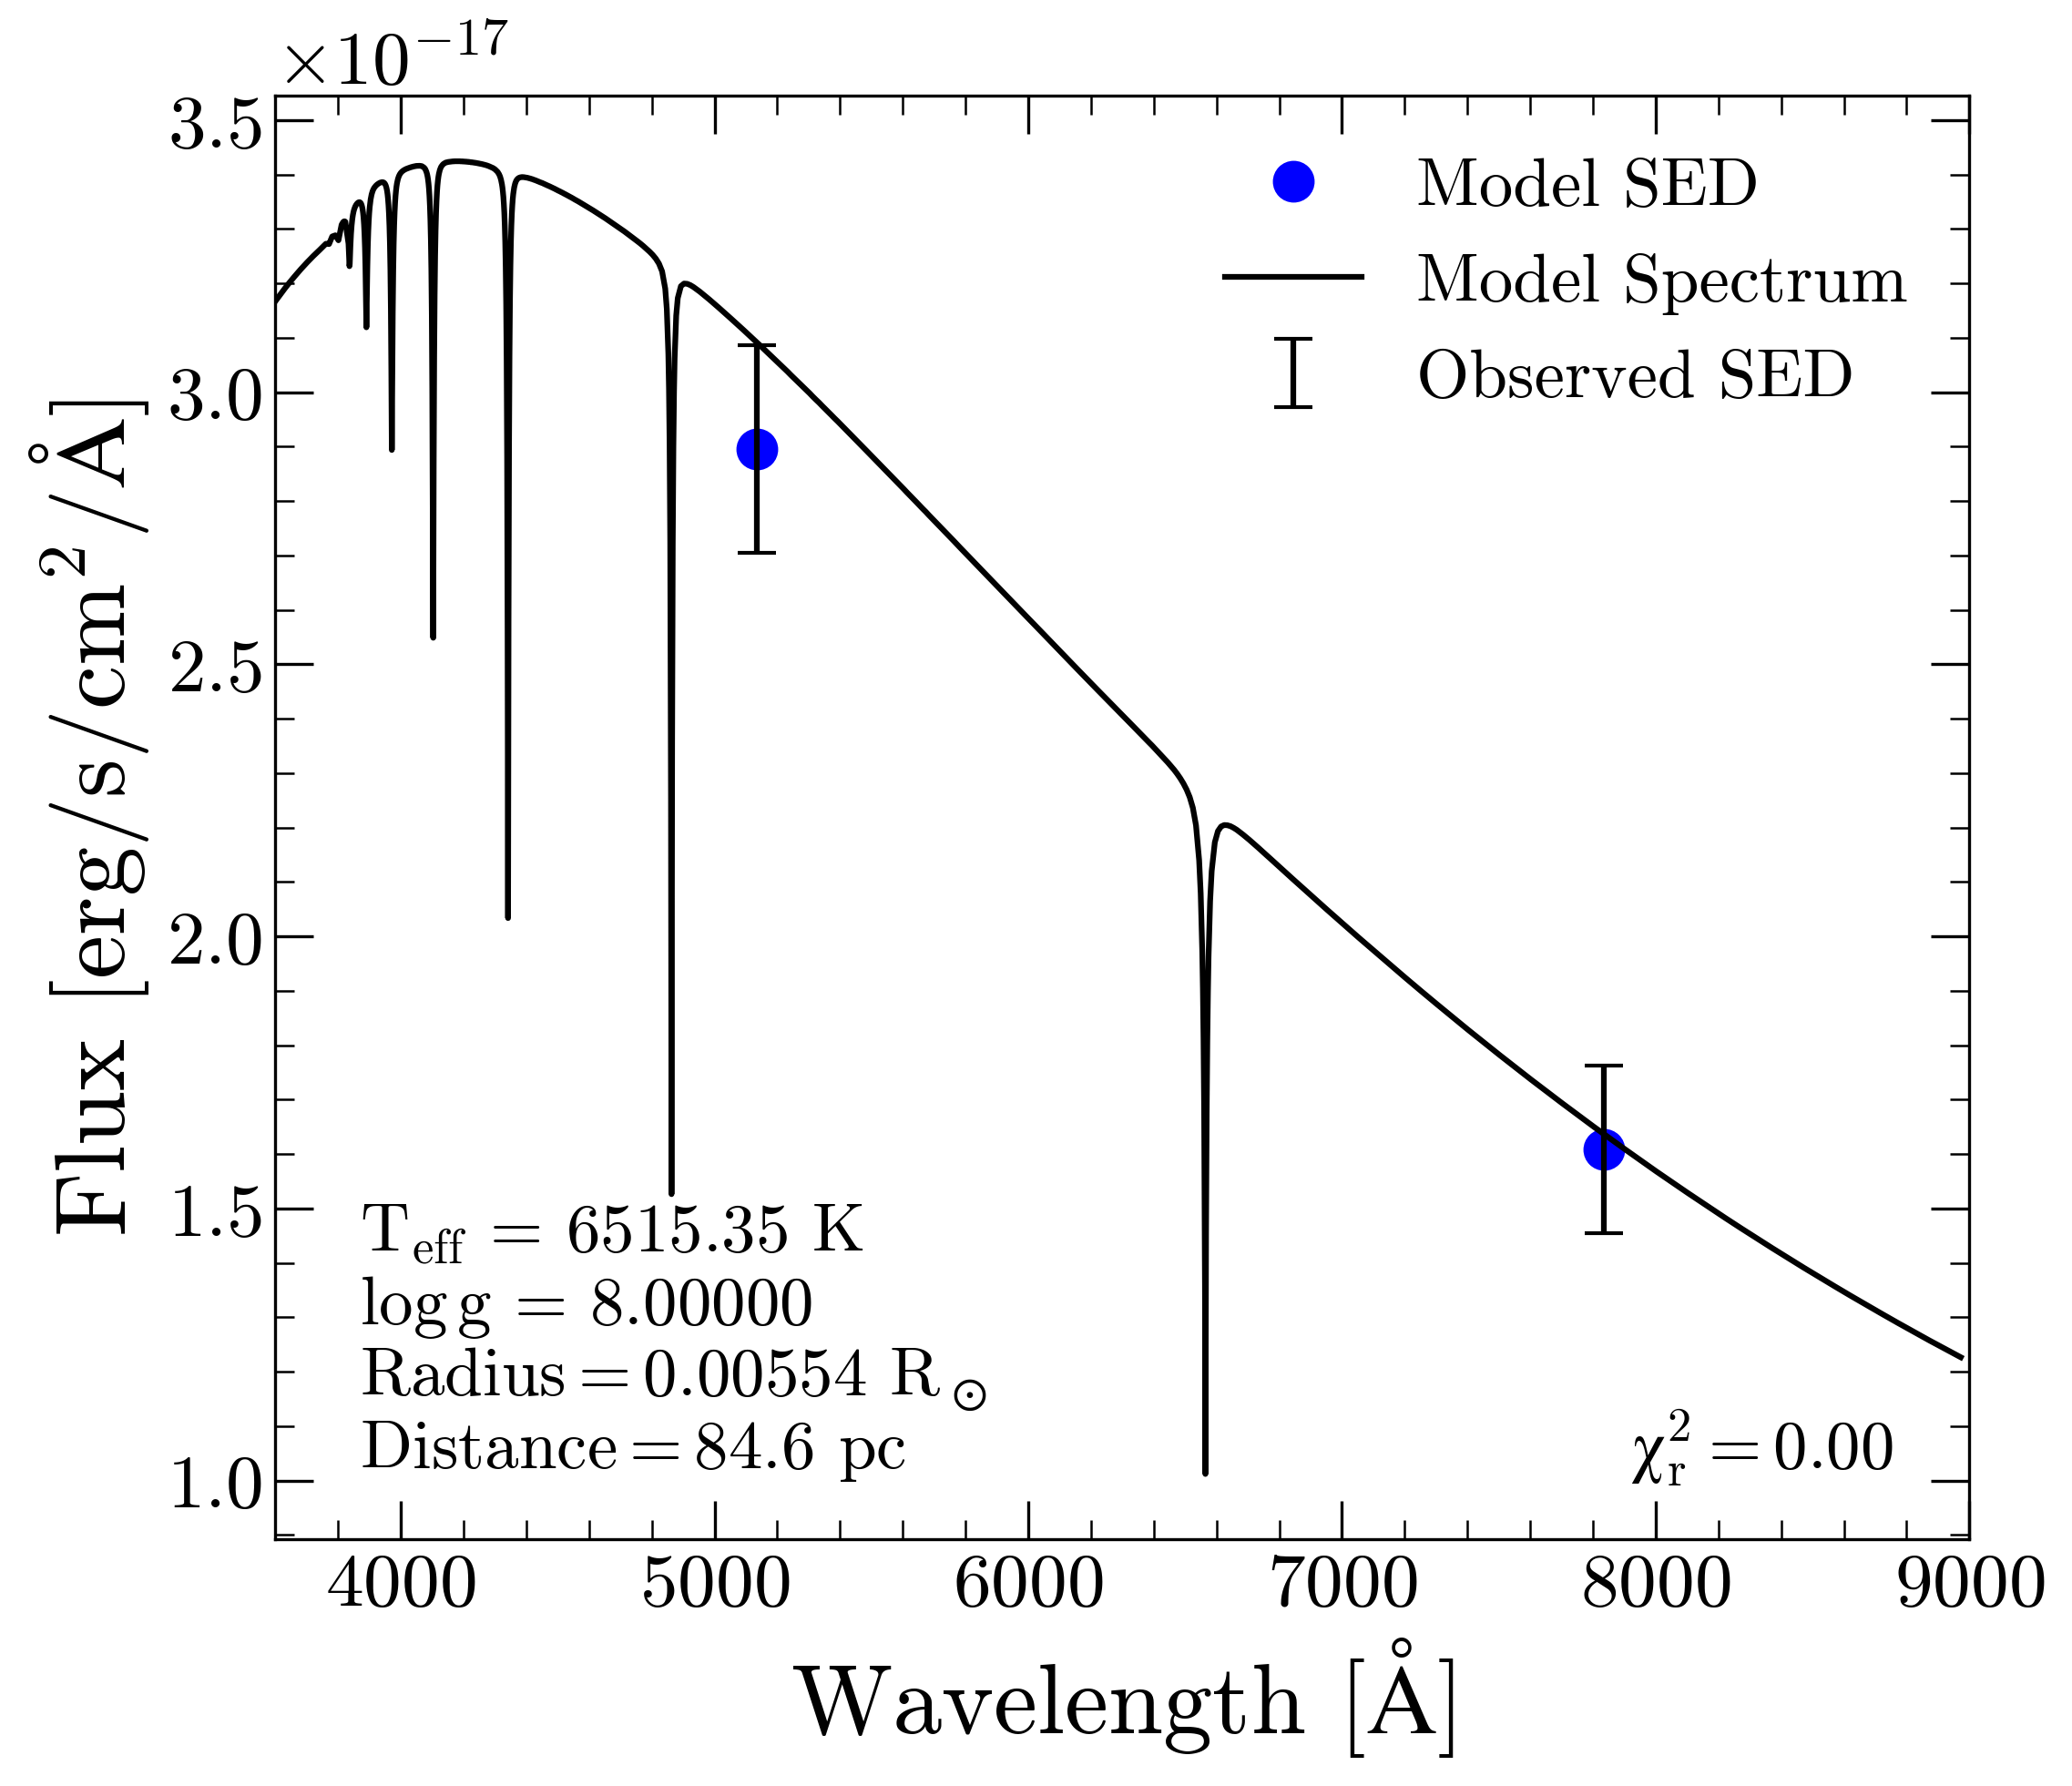 ×10⁻¹⁷
3.5
3.0
2.5
2.0
1.5
1.0
Flux [erg/s/cm²/Å]
Model SED
Model Spectrum
Observed SED
T_eff = 6515.35 K
log g = 8.00000
Radius = 0.00554 R_⊙
Distance = 84.6 pc
χ²_r = 0.00
4000 5000 6000 7000 8000 9000
Wavelength [Å]